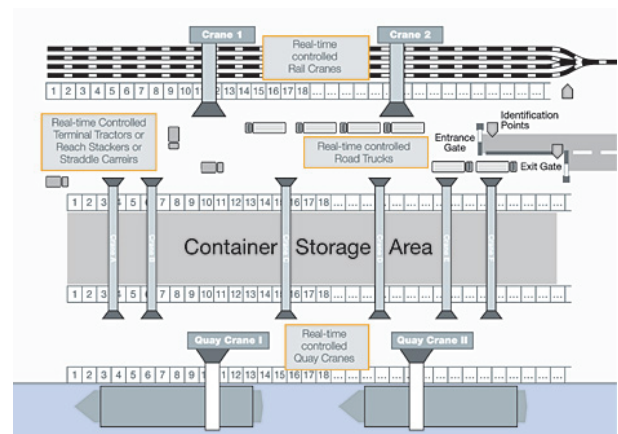 Crane 1
Crane 2
Real-time
controlled
Rail Cranes
1 2 3 4 5 6 7 8 9 10 11 12 13 14 15 16 17 18 ... ... ... ... ... ... ... ... ... ... ... ... ... ... ... ...
Real-time Controlled
Terminal Tractors or
Reach Stackers or
Straddle Carreirs
Real-time controlled
Road Trucks
Identification
Points
Entrance
Gate
Exit Gate
1 2 3 4 5 6 7 8 9 10 11 12 13 14 15 16 17 18 ... ... ... ... ... ... ... ... ... ... ... ... ... ... ... ...
Container Storage Area
1 2 3 4 5 6 7 8 9 10 11 12 13 14 15 16 17 18 ... ... ... ... ... ... ... ... ... ... ... ... ... ... ... ...
Quay Crane I
Real-time
controlled
Quay Cranes
Quay Crane II
1 2 3 4 5 6 7 8 9 10 11 12 13 14 15 16 17 18 ... ... ... ... ... ... ... ... ... ... ... ... ... ... ... ...